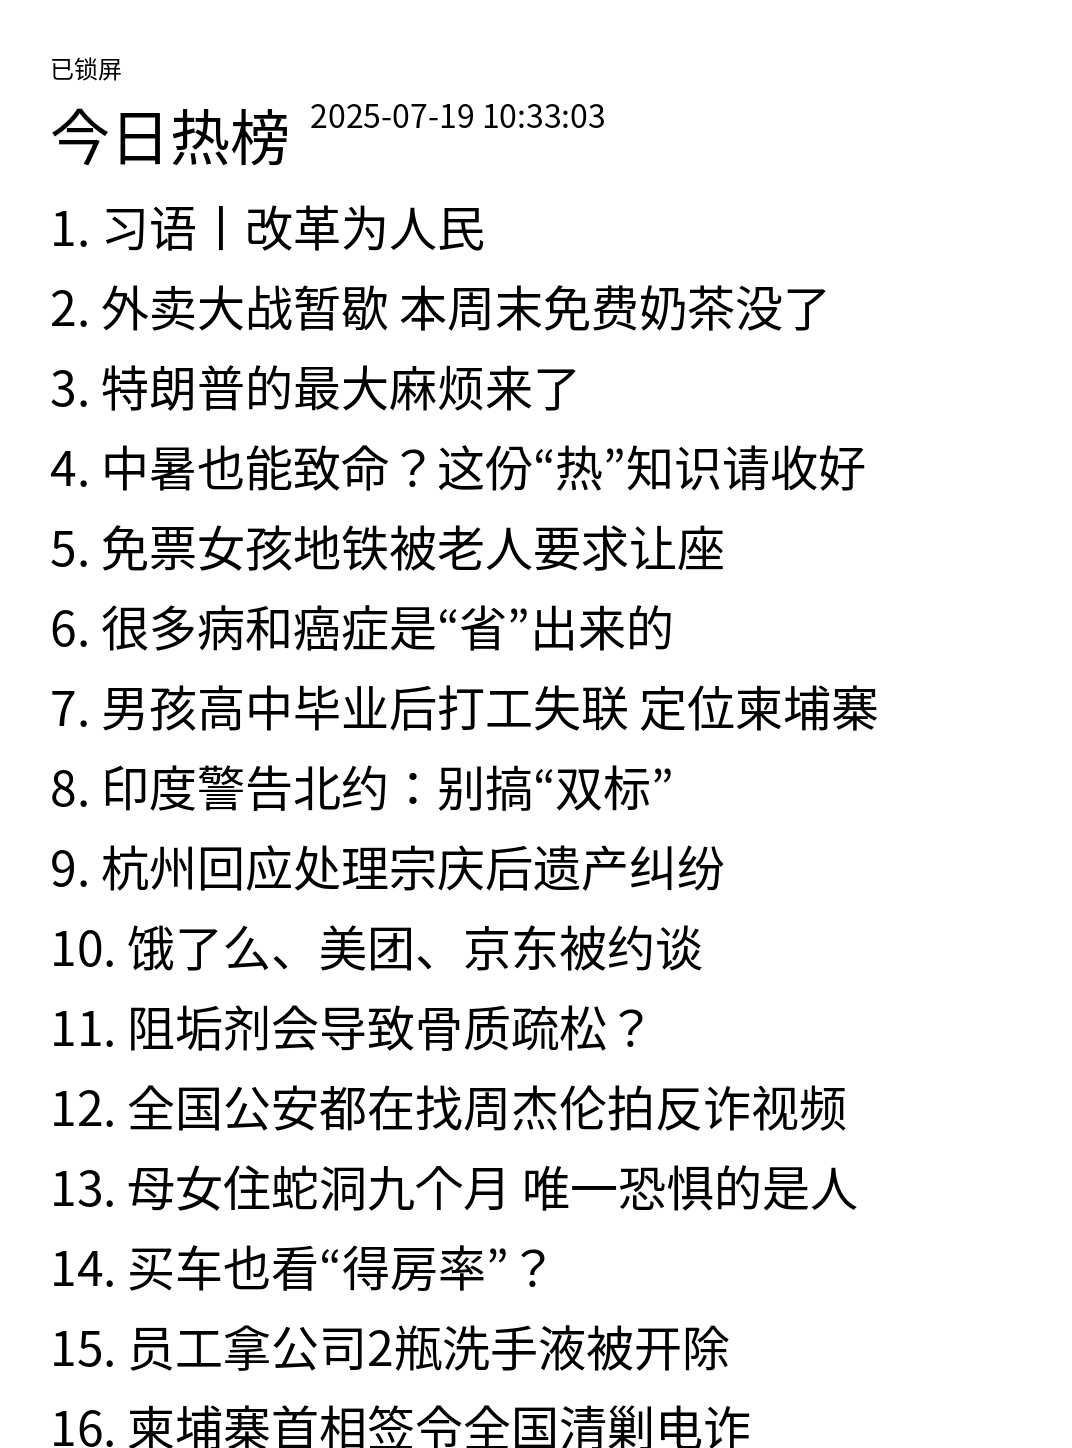 已锁屏
今日热榜 2025-07-19 10:33:03
1. 习语丨改革为人民
2. 外卖大战暂歇 本周末免费奶茶没了
3. 特朗普的最大麻烦来了
4. 中暑也能致命？这份“热”知识请收好
5. 免票女孩地铁被老人要求让座
6. 很多病和癌症是“省”出来的
7. 男孩高中毕业后打工失联 定位柬埔寨
8. 印度警告北约：别搞“双标”
9. 杭州回应处理宗庆后遗产纠纷
10. 饿了么、美团、京东被约谈
11. 阻垢剂会导致骨质疏松？
12. 全国公安都在找周杰伦拍反诈视频
13. 母女住蛇洞九个月 唯一恐惧的是人
14. 买车也看“得房率”？
15. 员工拿公司2瓶洗手液被开除
16. 柬埔寨首相签令全国清剿电诈